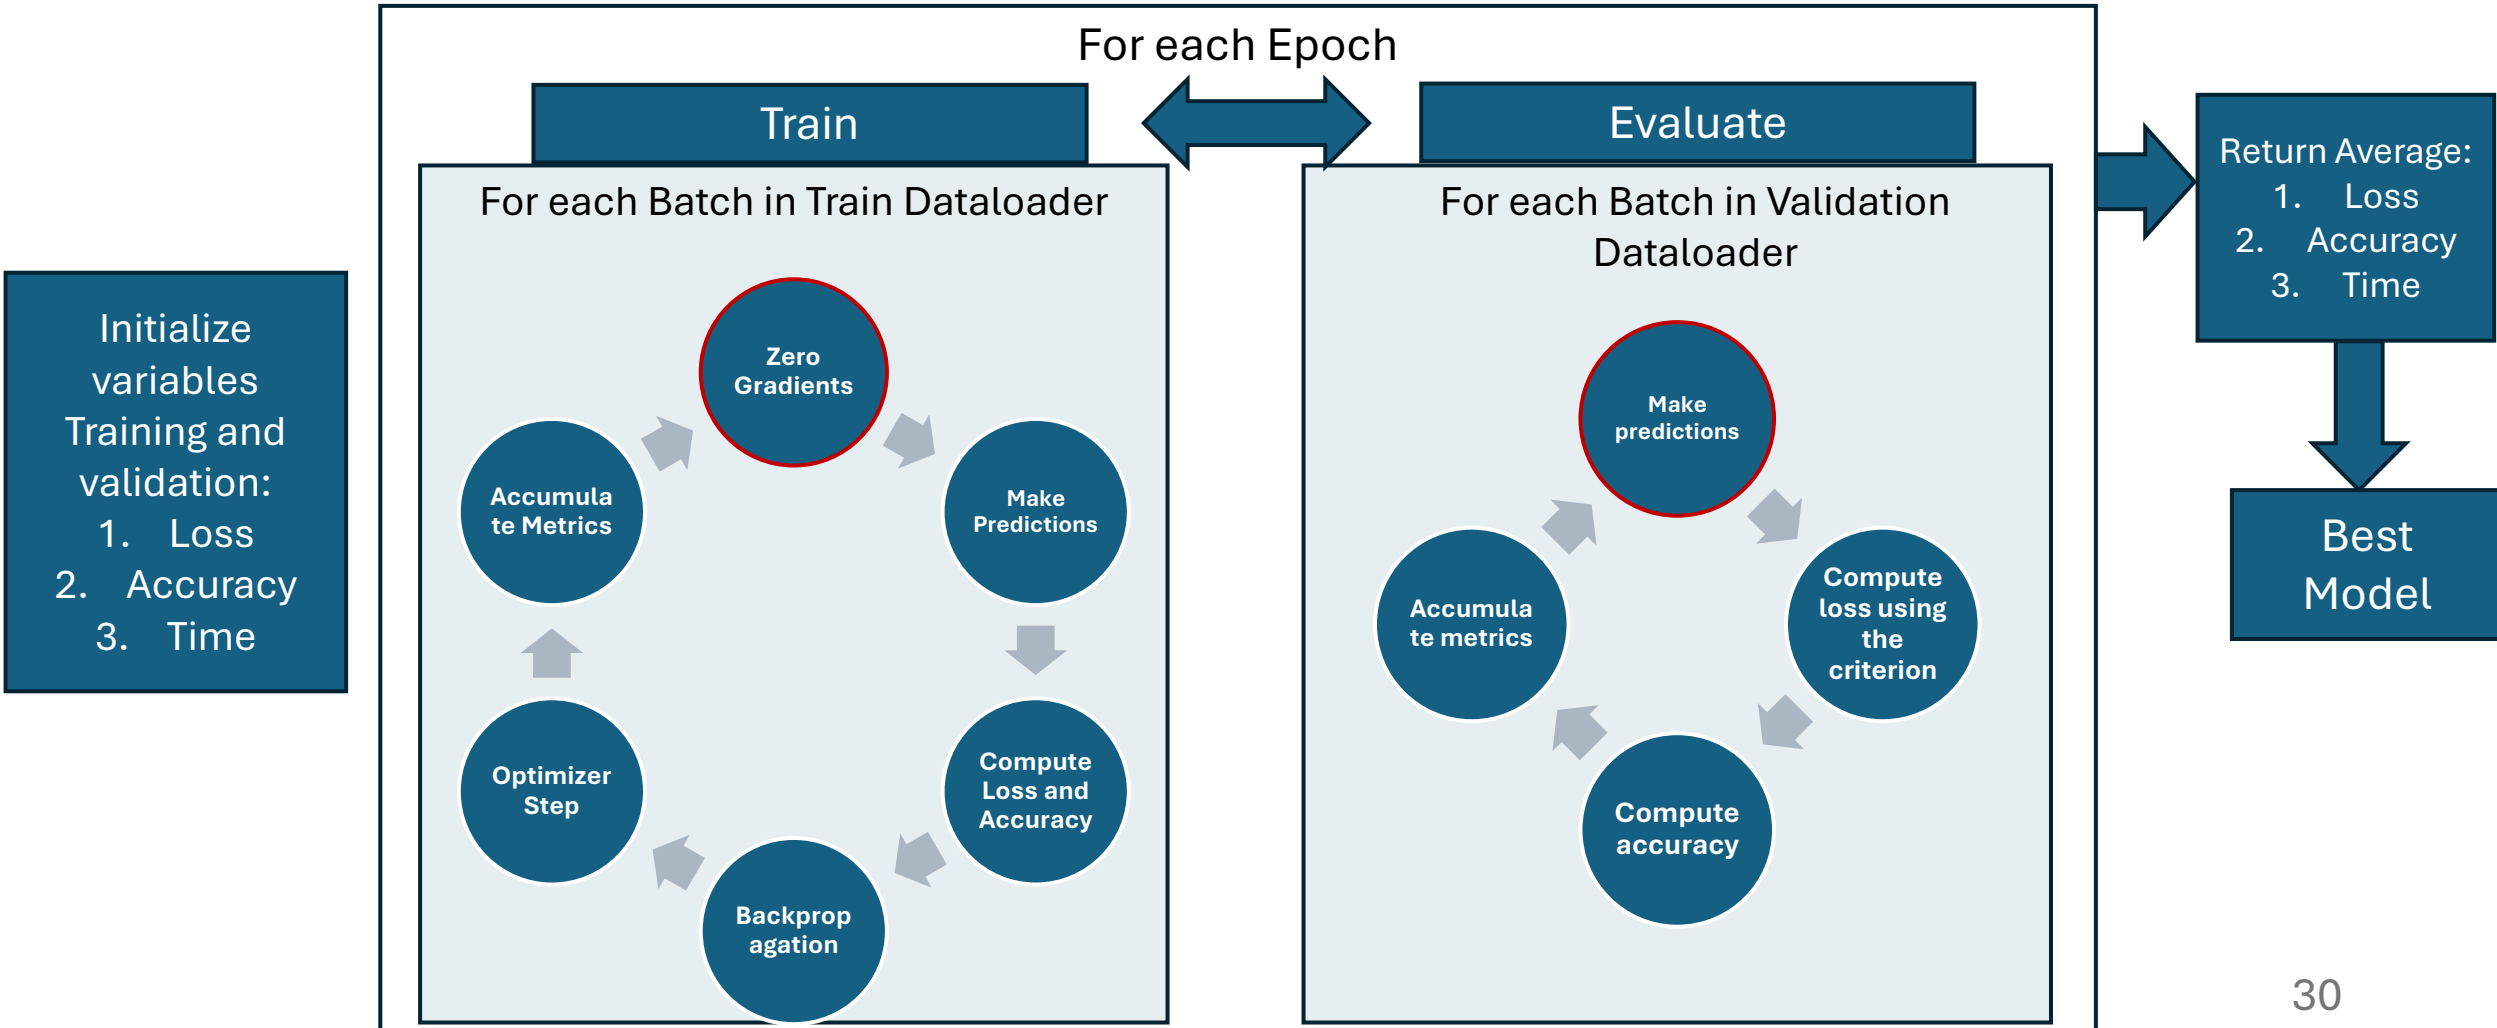 For each Epoch
Initialize
variables
Training and
validation:
1. Loss
2. Accuracy
3. Time
Train
For each Batch in Train Dataloader
Zero
Gradients
Make
Predictions
Compute
Loss and
Accuracy
Backprop
agation
Optimizer
Step
Accumula
te Metrics
Evaluate
For each Batch in Validation
Dataloader
Make
predictions
Compute
loss using
the
criterion
Compute
accuracy
Accumula
te metrics
Return Average:
1. Loss
2. Accuracy
3. Time
Best
Model
30